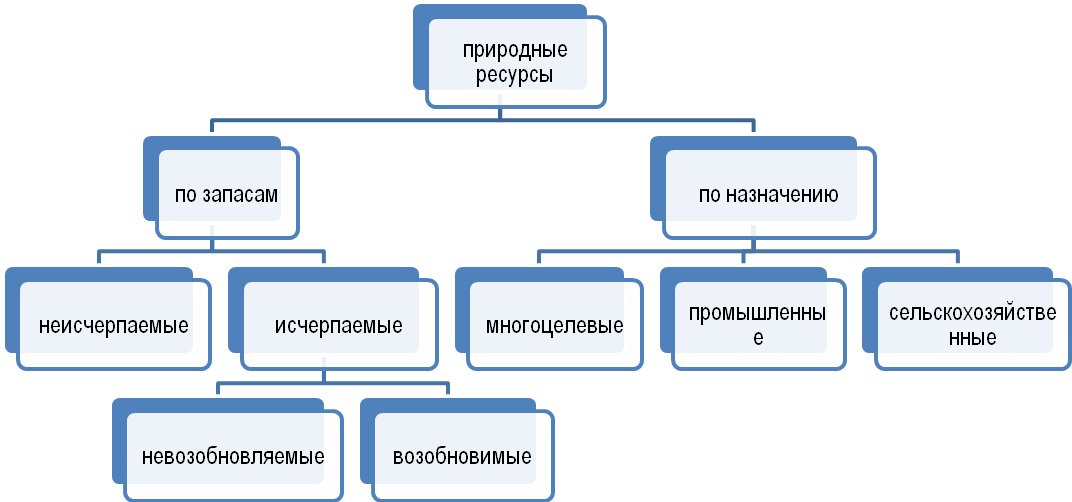 природные
ресурсы
по запасам
по назначению
неисчерпаемые
исчерпаемые
многоцелевые
промышленны
е
сельскохозяйстве
нные
невозобновляемые
возобновимые